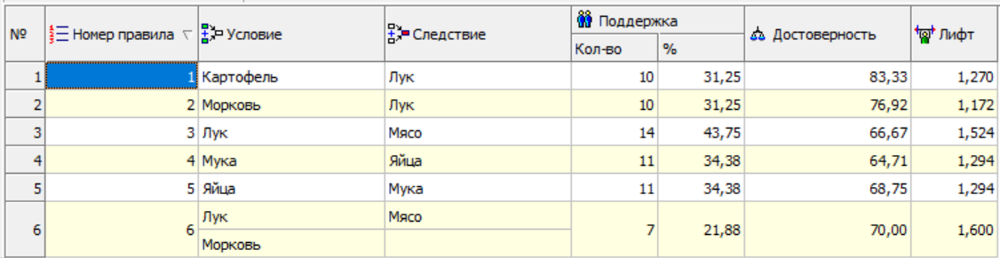 № Номер правила Условие Следствие Поддержка Достоверность Лифт
Кол-во %
1 1 Картофель Лук 10 31,25 83,33 1,270
2 2 Морковь Лук 10 31,25 76,92 1,172
3 3 Лук Мясо 14 43,75 66,67 1,524
4 4 Мука Яйца 11 34,38 64,71 1,294
5 5 Яйца Мука 11 34,38 68,75 1,294
6 6 Лук Мясо 7 21,88 70,00 1,600
Морковь